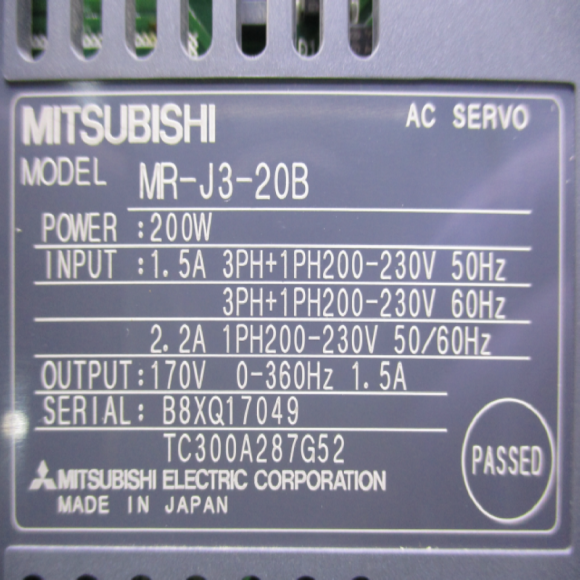 MITSUBISHI AC SERVO
MODEL MR-J3-20B
POWER :200W
INPUT :1.5A 3PH+1PH200-230V 50Hz
3PH+1PH200-230V 60Hz
2.2A 1PH200-230V 50/60Hz
OUTPUT:170V 0-360Hz 1.5A
SERIAL: B8XQ17049
TC300A287G52
PASSED
MITSUBISHI ELECTRIC CORPORATION
MADE IN JAPAN